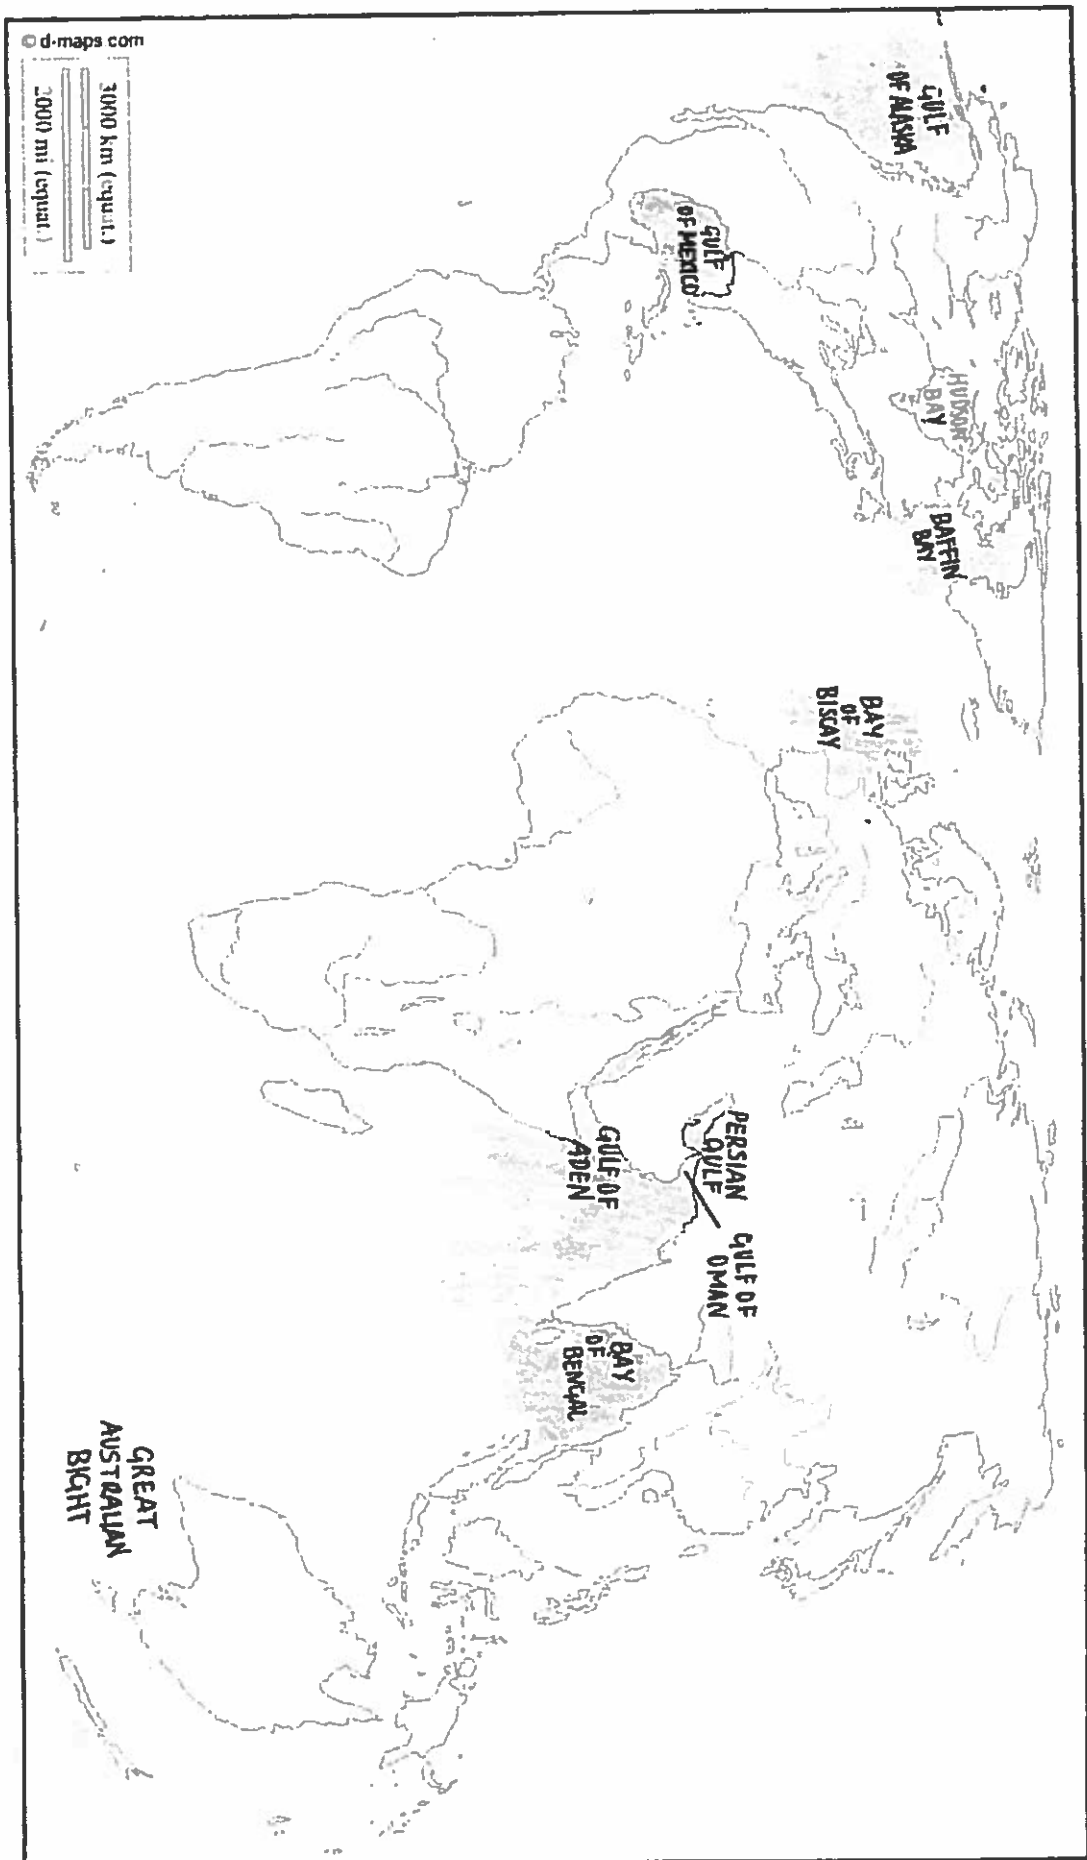 GULF
OF ALASKA
HUDSON
BAY
BAFFIN
BAY
GULF
OF MEXICO
BAY
OF
BISCAY
PERSIAN
GULF
GULF OF
OMAN
GULF OF
ADEN
BAY
OF
BENGAL
GREAT
AUSTRALIAN
BIGHT
3000 km (equat.)
2000 mi (equat.)
© d-maps com